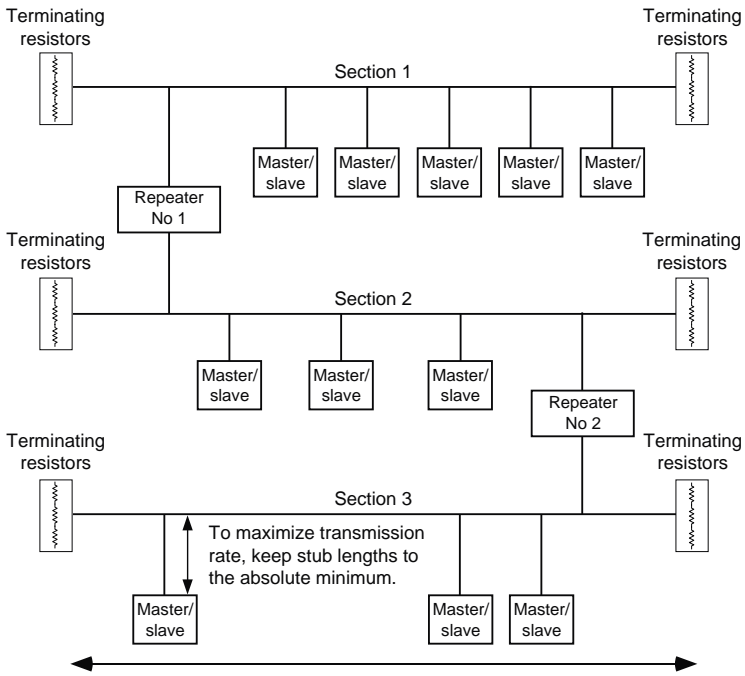 Terminating
resistors
Terminating
resistors
Section 1
Master/
slave
Master/
slave
Master/
slave
Master/
slave
Master/
slave
Repeater
No 1
Terminating
resistors
Terminating
resistors
Section 2
Master/
slave
Master/
slave
Master/
slave
Repeater
No 2
Terminating
resistors
Terminating
resistors
Section 3
To maximize transmission
rate, keep stub lengths to
the absolute minimum.
Master/
slave
Master/
slave
Master/
slave